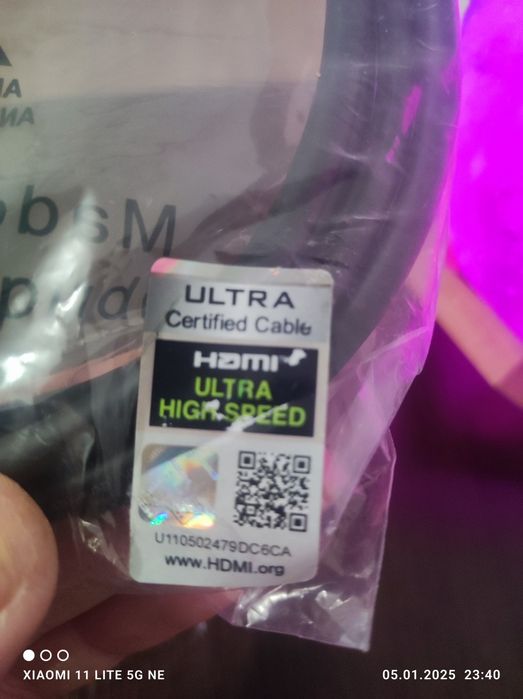 ULTRA
Certified Cable
HDMI
ULTRA
HIGH SPEED
U110502479DC6CA
www.HDMI.org
XIAOMI 11 LITE 5G NE
05.01.2025 23:40